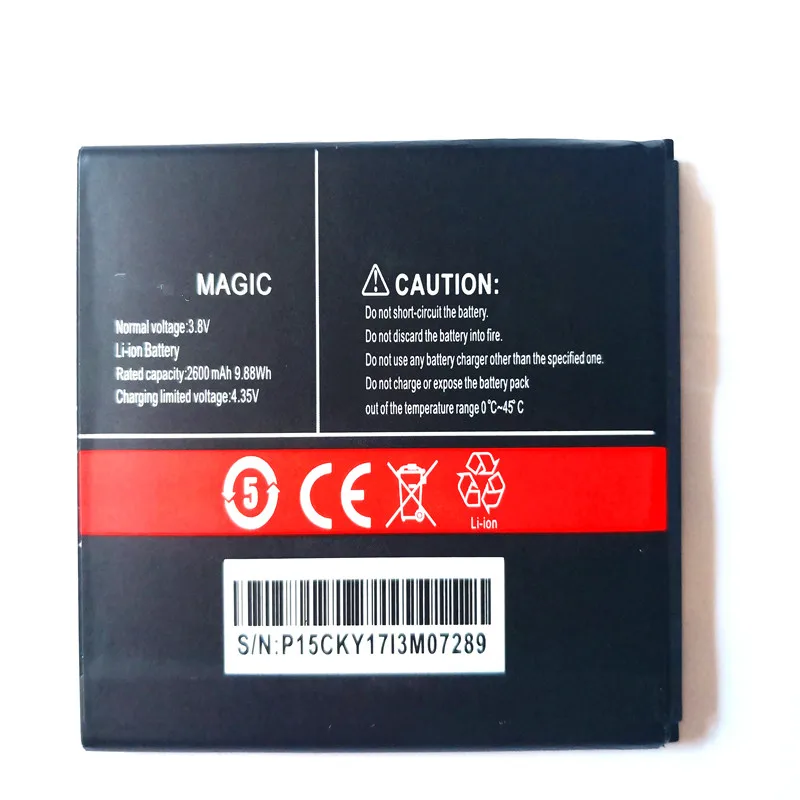 MAGIC
Normal voltage:3.8V
Li-ion Battery
Rated capacity:2600 mAh 9.88Wh
Charging limited voltage:4.35V
CAUTION:
Do not short-circuit the battery.
Do not discard the battery into fire.
Do not use any battery charger other than the specified one.
Do not charge or expose the battery pack
out of the temperature range 0°C~45°C
5
CE
Li-ion
S/N:P15CKY17I3M07289